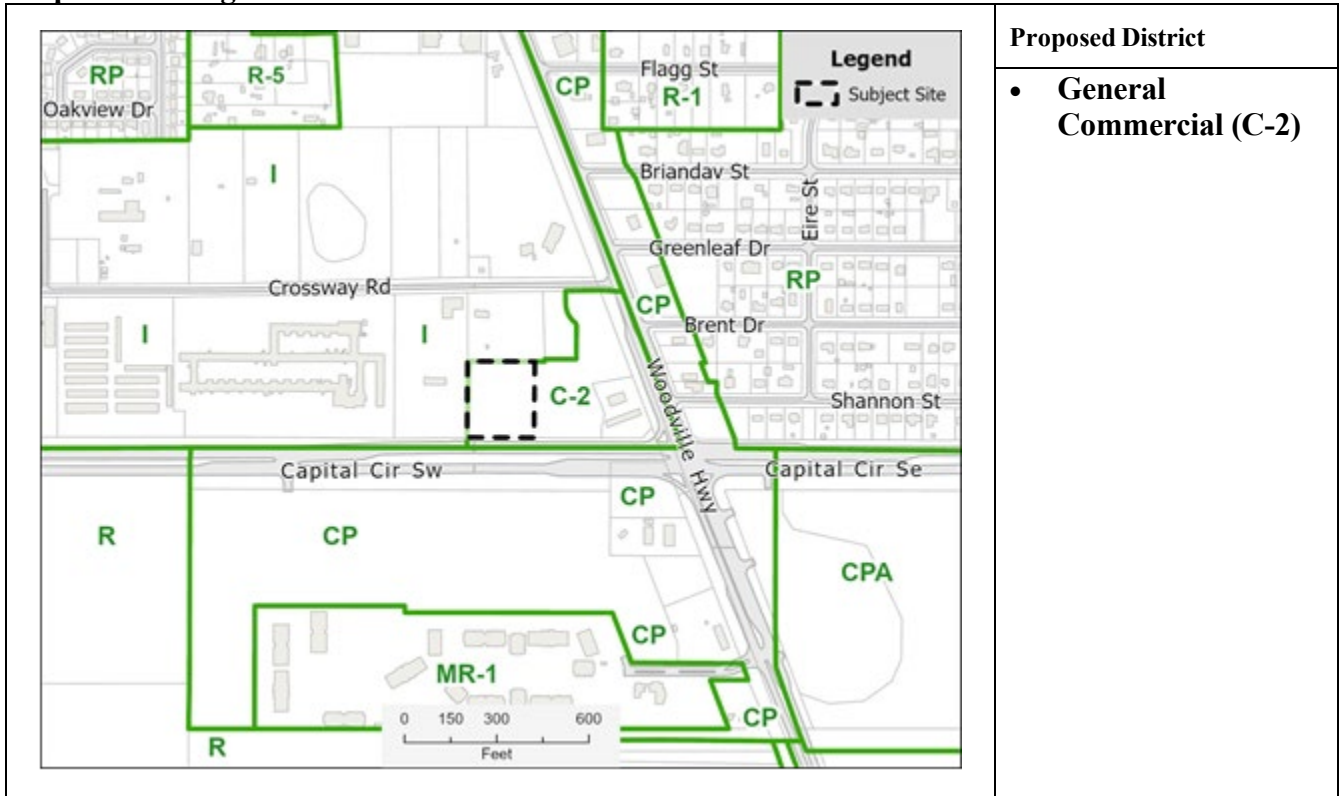 Proposed District
• General
Commercial (C-2)
Legend
Subject Site
RP
R-5
CP
Flagg St
R-1
Oakview Dr
I
Briandav St
Eire St
Greenleaf Dr
RP
Crossway Rd
CP
Brent Dr
I
I
Woodville Hwy
C-2
Shannon St
Capital Cir Sw
Capital Cir Se
CP
R
CP
CPA
CP
MR-1
CP
0 150 300 600
Feet
R